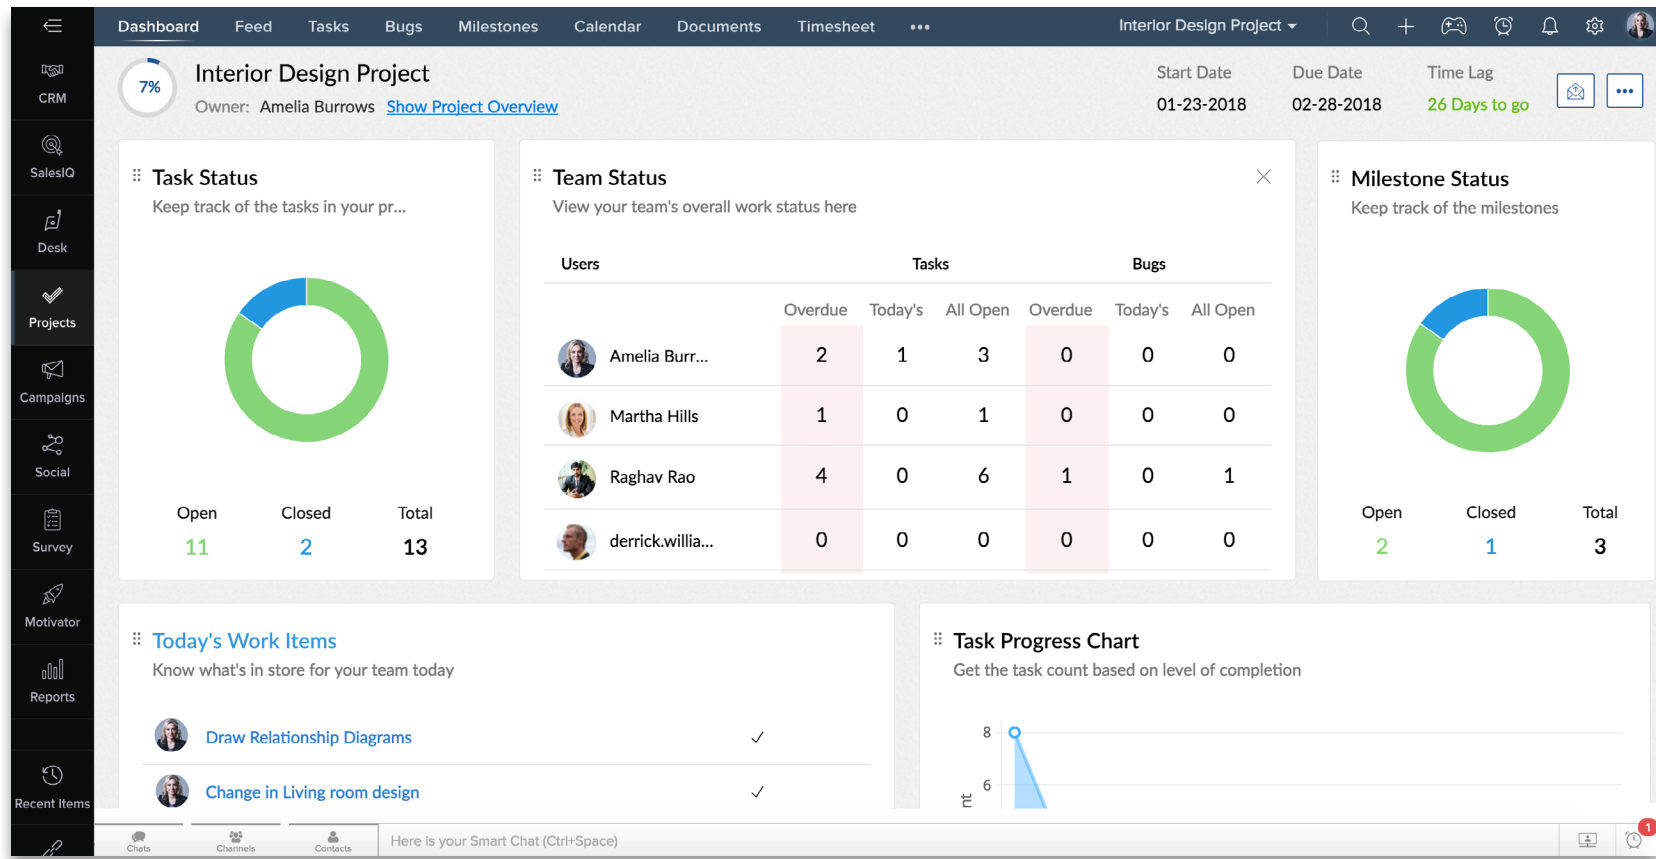 Dashboard Feed Tasks Bugs Milestones Calendar Documents Timesheet ••• Interior Design Project
CRM
SalesIQ
Desk
Projects
Campaigns
Social
Survey
Motivator
Reports
Recent Items
7%
Interior Design Project
Owner: Amelia Burrows Show Project Overview
Start Date Due Date Time Lag
01-23-2018 02-28-2018 26 Days to go
Task Status
Keep track of the tasks in your pr...
Open Closed Total
11 2 13
Team Status
View your team's overall work status here
Users Tasks Bugs
Overdue Today's All Open Overdue Today's All Open
Amelia Burr... 2 1 3 0 0 0
Martha Hills 1 0 1 0 0 0
Raghav Rao 4 0 6 1 0 1
derrick.willia... 0 0 0 0 0 0
Milestone Status
Keep track of the milestones
Open Closed Total
2 1 3
Today's Work Items
Know what's in store for your team today
Draw Relationship Diagrams
Change in Living room design
Task Progress Chart
Get the task count based on level of completion
8
6
Chats Channels Contacts Here is your Smart Chat (Ctrl+Space) 1